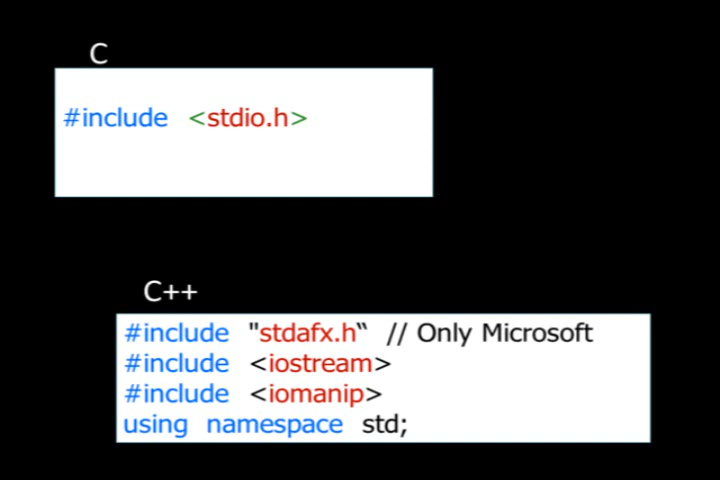 C
#include <stdio.h>
C++
#include "stdafx.h“ // Only Microsoft
#include <iostream>
#include <iomanip>
using namespace std;